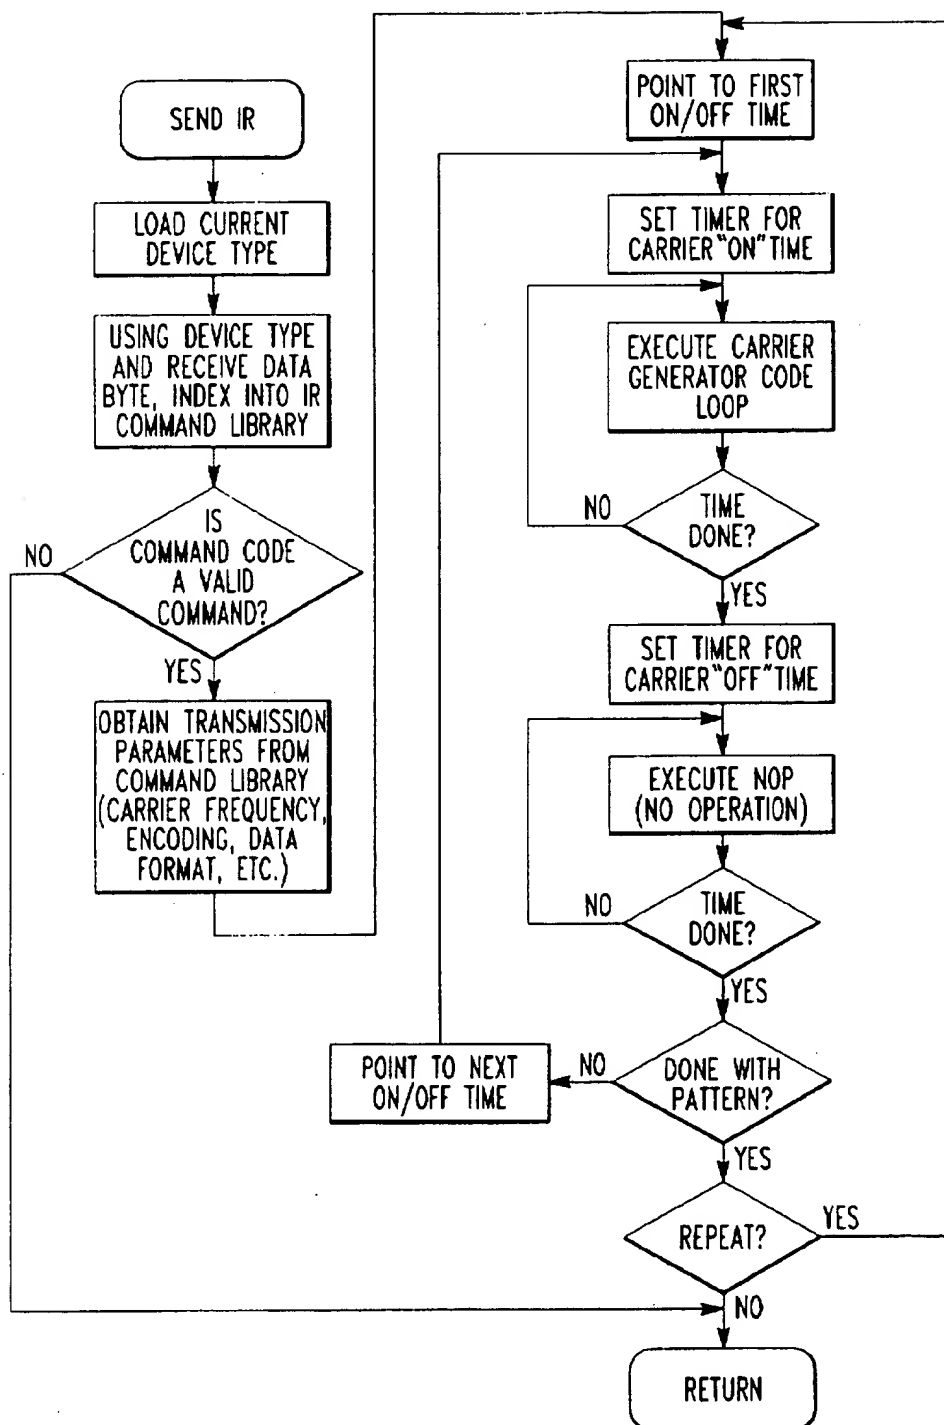 SEND IR
LOAD CURRENT
DEVICE TYPE
USING DEVICE TYPE
AND RECEIVE DATA
BYTE, INDEX INTO IR
COMMAND LIBRARY
IS
COMMAND CODE
A VALID
COMMAND?
NO
YES
OBTAIN TRANSMISSION
PARAMETERS FROM
COMMAND LIBRARY
(CARRIER FREQUENCY,
ENCODING, DATA
FORMAT, ETC.)
POINT TO FIRST
ON/OFF TIME
SET TIMER FOR
CARRIER "ON" TIME
EXECUTE CARRIER
GENERATOR CODE
LOOP
TIME
DONE?
NO
YES
SET TIMER FOR
CARRIER "OFF" TIME
EXECUTE NOP
(NO OPERATION)
TIME
DONE?
NO
YES
DONE WITH
PATTERN?
NO
POINT TO NEXT
ON/OFF TIME
YES
REPEAT?
YES
NO
RETURN